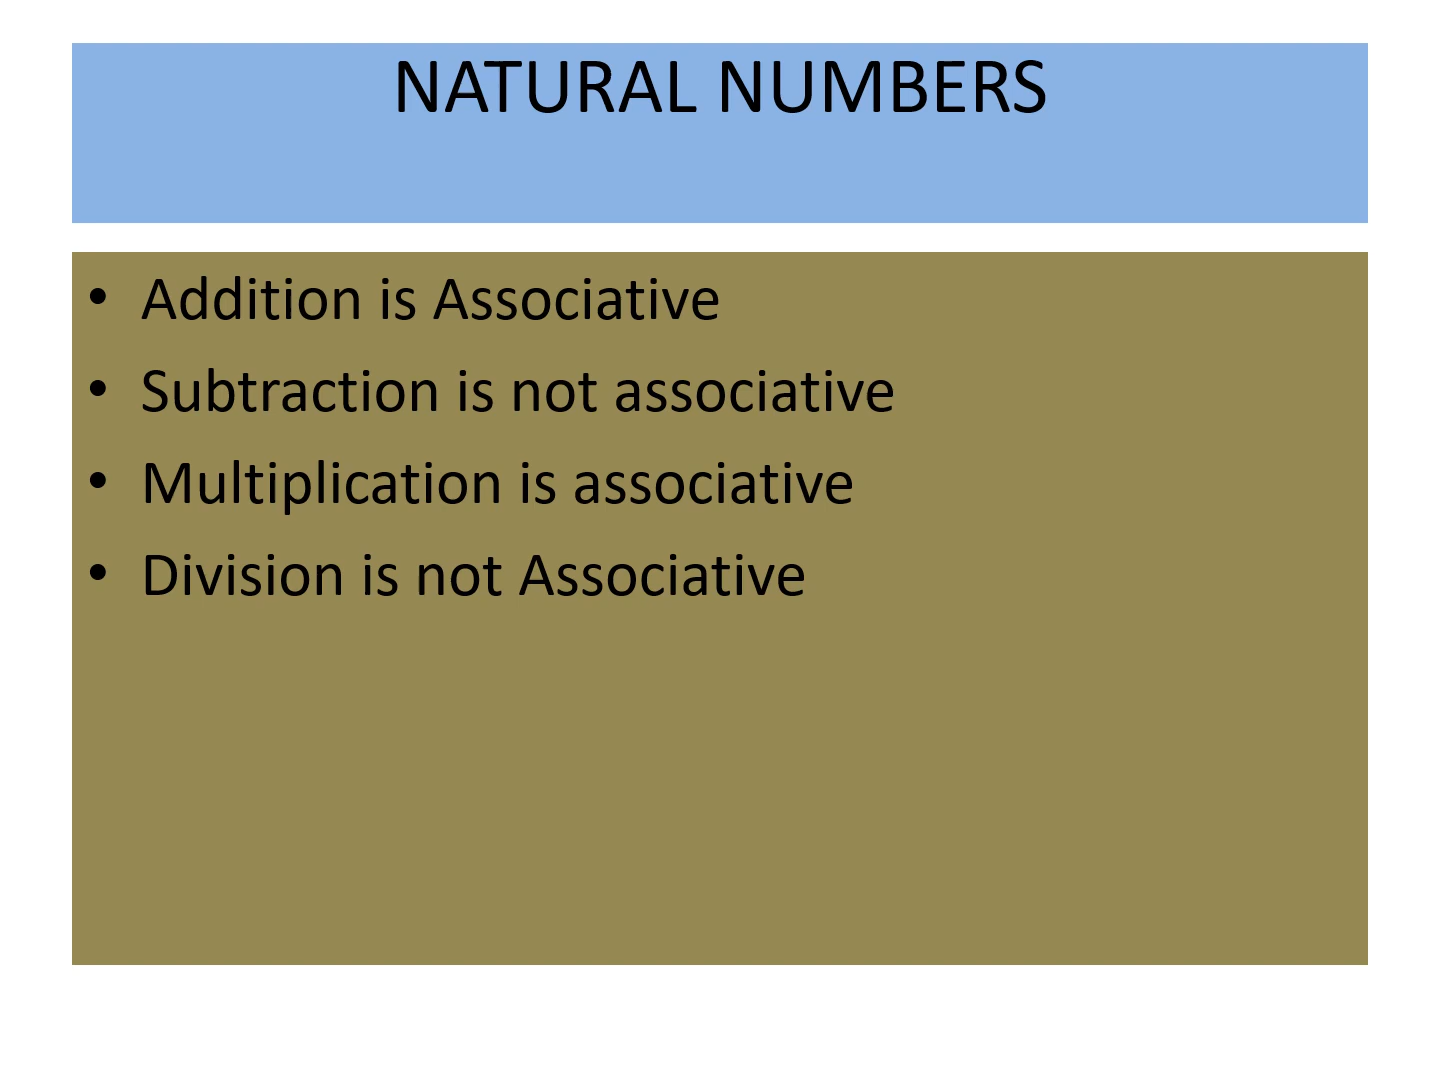 NATURAL NUMBERS
• Addition is Associative
• Subtraction is not associative
• Multiplication is associative
• Division is not Associative